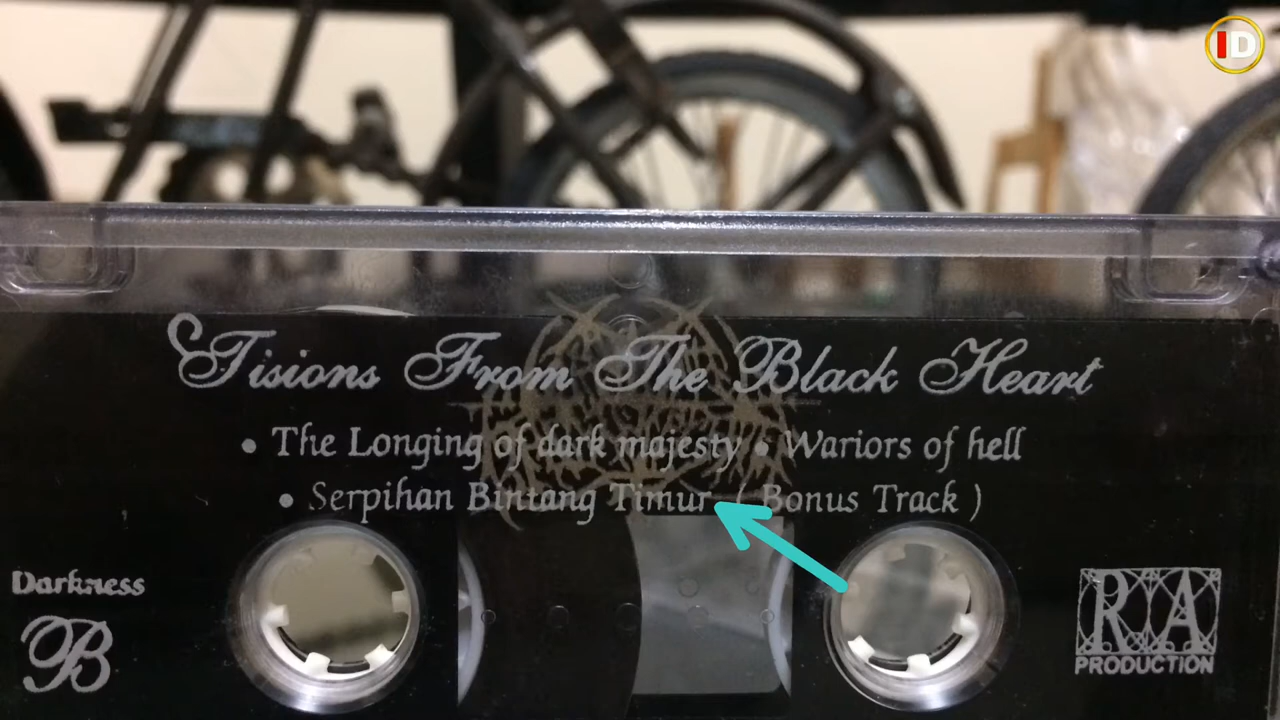 ID
Visions From The Black Heart
• The Longing of dark majesty • Wariors of hell
• Serpihan Bintang Timur ( Bonus Track )
Darkness
B
RA
PRODUCTION